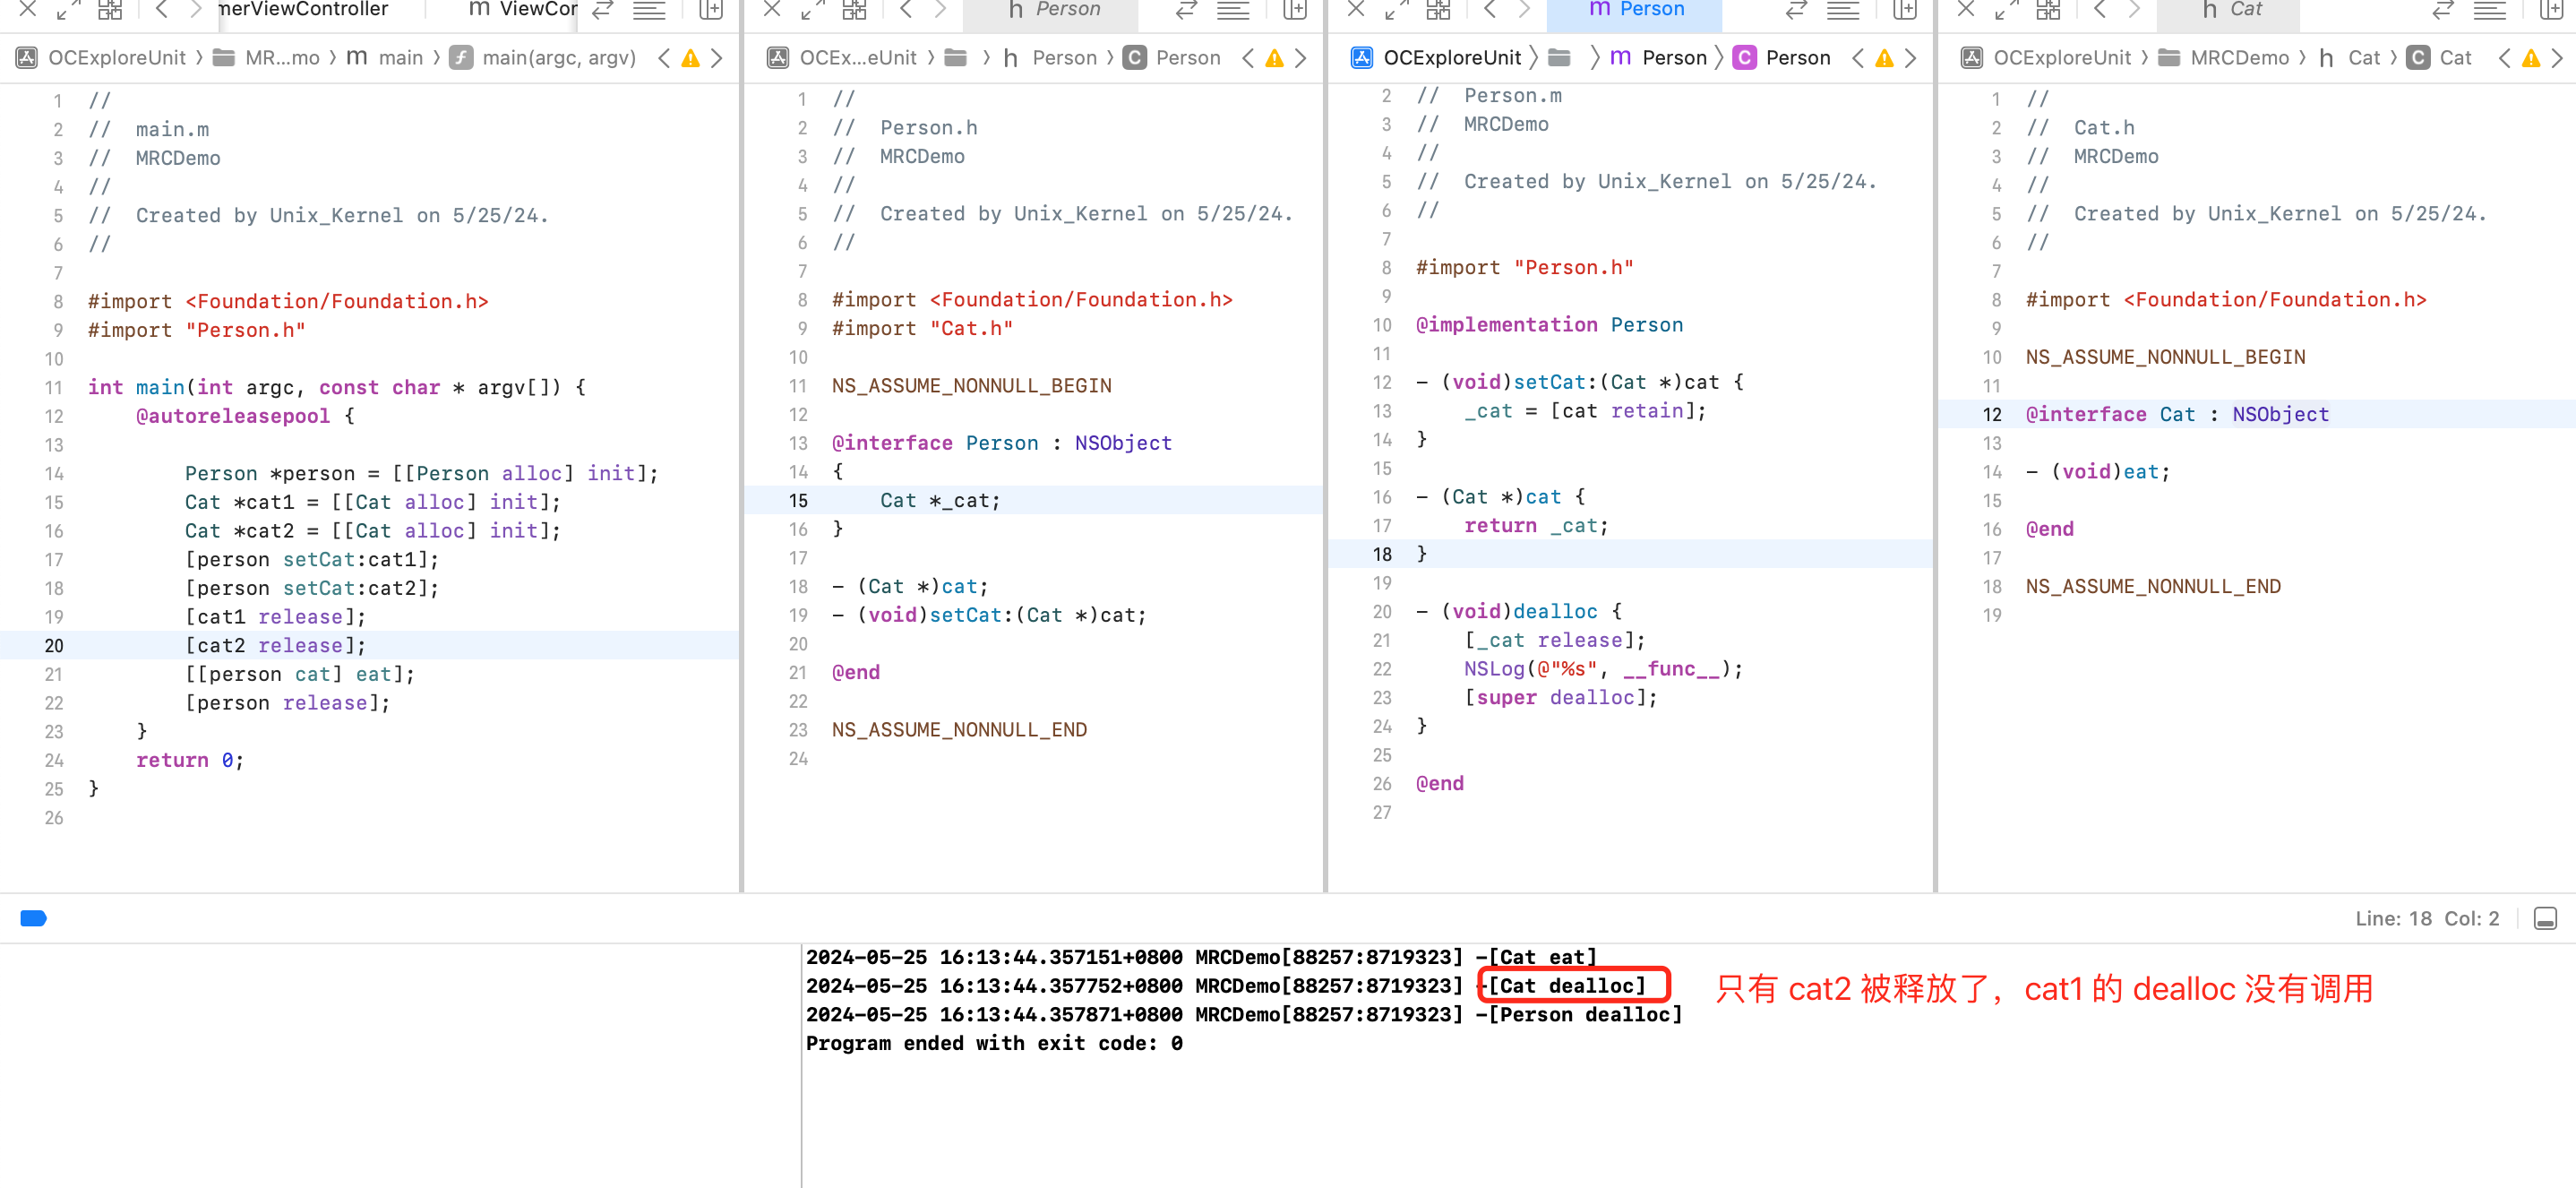 merViewController
m ViewCor
OCExploreUnit 〉 MR...mo 〉 m main 〉 f main(argc, argv)
1 //
2 //  main.m
3 //  MRCDemo
4 //
5 //  Created by Unix_Kernel on 5/25/24.
6 //
7
8 #import <Foundation/Foundation.h>
9 #import "Person.h"
10
11 int main(int argc, const char * argv[]) {
12     @autoreleasepool {
13
14         Person *person = [[Person alloc] init];
15         Cat *cat1 = [[Cat alloc] init];
16         Cat *cat2 = [[Cat alloc] init];
17         [person setCat:cat1];
18         [person setCat:cat2];
19         [cat1 release];
20         [cat2 release];
21         [[person cat] eat];
22         [person release];
23     }
24     return 0;
25 }
26
h Person
OCEx...eUnit 〉 〉 h Person 〉 C Person
1 //
2 //  Person.h
3 //  MRCDemo
4 //
5 //  Created by Unix_Kernel on 5/25/24.
6 //
7
8 #import <Foundation/Foundation.h>
9 #import "Cat.h"
10
11 NS_ASSUME_NONNULL_BEGIN
12
13 @interface Person : NSObject
14 {
15     Cat *_cat;
16 }
17
18 - (Cat *)cat;
19 - (void)setCat:(Cat *)cat;
20
21 @end
22
23 NS_ASSUME_NONNULL_END
24
m Person
OCExploreUnit 〉 〉 m Person 〉 C Person
2 //  Person.m
3 //  MRCDemo
4 //
5 //  Created by Unix_Kernel on 5/25/24.
6 //
7
8 #import "Person.h"
9
10 @implementation Person
11
12 - (void)setCat:(Cat *)cat {
13     _cat = [cat retain];
14 }
15
16 - (Cat *)cat {
17     return _cat;
18 }
19
20 - (void)dealloc {
21     [_cat release];
22     NSLog(@"%s", __func__);
23     [super dealloc];
24 }
25
26 @end
27
h Cat
OCExploreUnit 〉 MRCDemo 〉 h Cat 〉 C Cat
1 //
2 //  Cat.h
3 //  MRCDemo
4 //
5 //  Created by Unix_Kernel on 5/25/24.
6 //
7
8 #import <Foundation/Foundation.h>
9
10 NS_ASSUME_NONNULL_BEGIN
11
12 @interface Cat : NSObject
13
14 - (void)eat;
15
16 @end
17
18 NS_ASSUME_NONNULL_END
19
Line: 18  Col: 2
2024-05-25 16:13:44.357151+0800 MRCDemo[88257:8719323] -[Cat eat]
2024-05-25 16:13:44.357752+0800 MRCDemo[88257:8719323] -[Cat dealloc]
只有 cat2 被释放了，cat1 的 dealloc 没有调用
2024-05-25 16:13:44.357871+0800 MRCDemo[88257:8719323] -[Person dealloc]
Program ended with exit code: 0